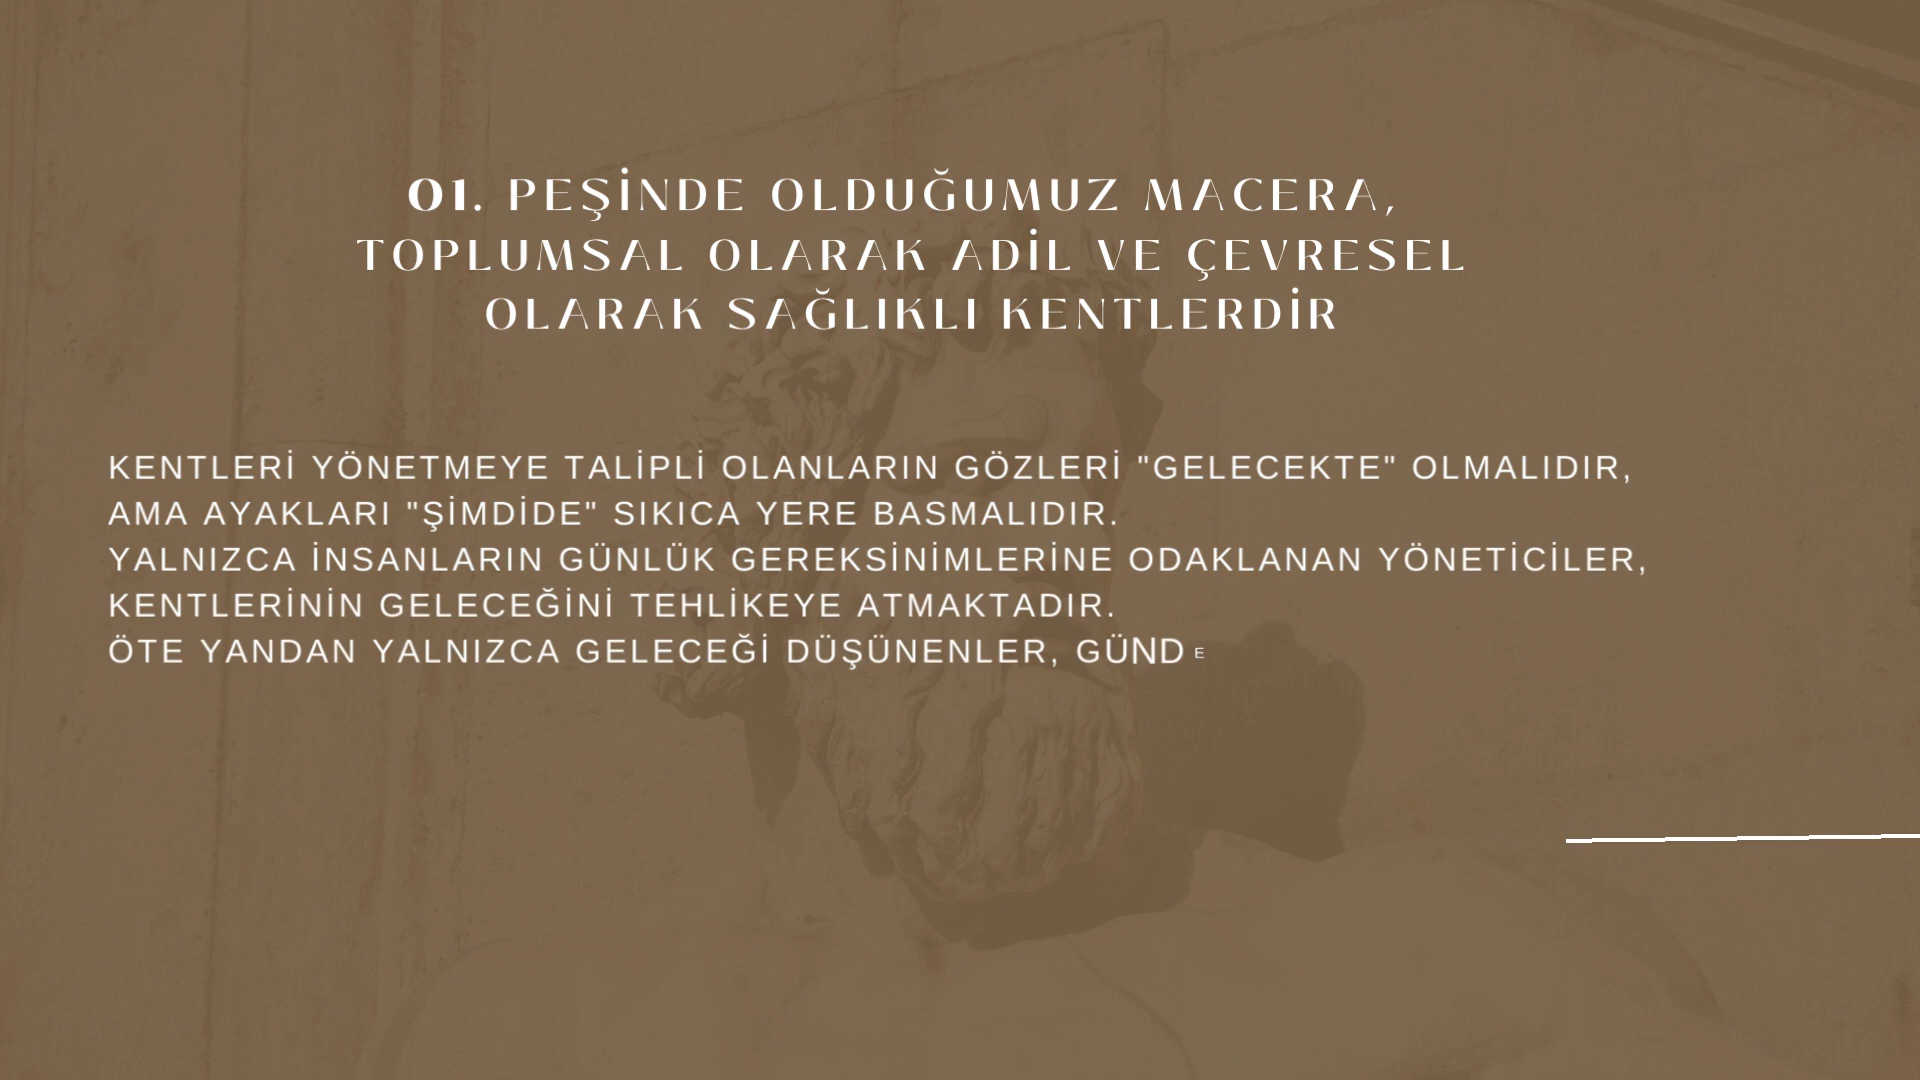 01. PEŞİNDE OLDUĞUMUZ MACERA,
TOPLUMSAL OLARAK ADİL VE ÇEVRESEL
OLARAK SAĞLIKLI KENTLERDİR
KENTLERİ YÖNETMEYE TALİPLİ OLANLARIN GÖZLERİ "GELECEKTE" OLMALIDIR,
AMA AYAKLARI "ŞİMDİDE" SIKICA YERE BASMALIDIR.
YALNIZCA İNSANLARIN GÜNLÜK GEREKSİNİMLERİNE ODAKLANAN YÖNETİCİLER,
KENTLERİNİN GELECEĞİNİ TEHLİKEYE ATMAKTADIR.
ÖTE YANDAN YALNIZCA GELECEĞİ DÜŞÜNENLER, GÜNDE